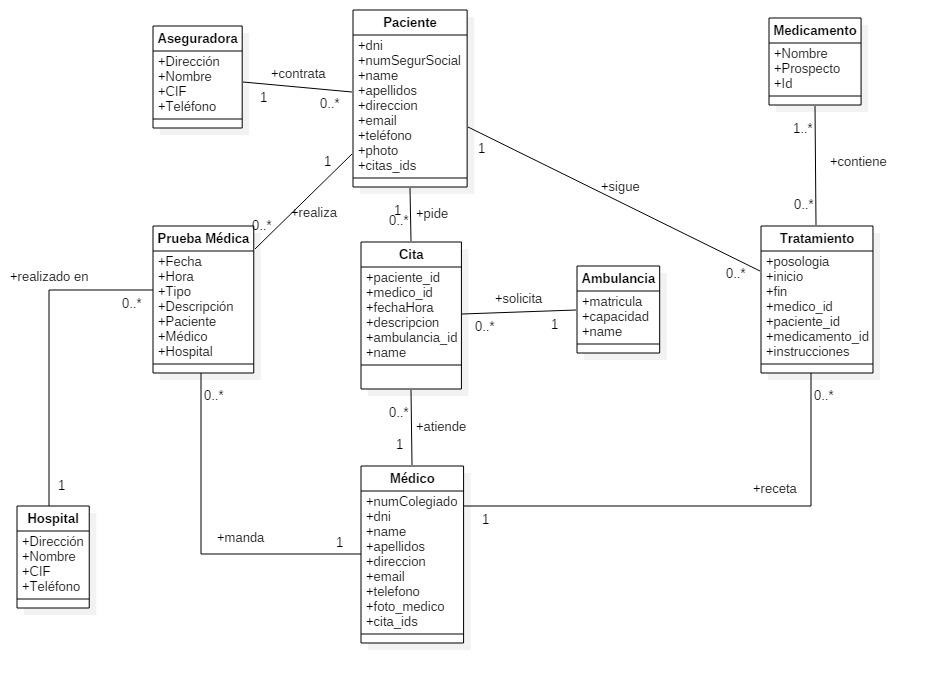 Aseguradora
+Dirección
+Nombre
+CIF
+Teléfono
+contrata
1
0..*
Paciente
+dni
+numSegurSocial
+name
+apellidos
+direccion
+email
+teléfono
+photo
+citas_ids
Medicamento
+Nombre
+Prospecto
+Id
1..*
+contiene
0..*
1
+sigue
0..*
1
+realiza
0..*
1
0..*
+pide
Prueba Médica
+Fecha
+Hora
+Tipo
+Descripción
+Paciente
+Médico
+Hospital
+realizado en
0..*
1
Cita
+paciente_id
+medico_id
+fechaHora
+descripcion
+ambulancia_id
+name
+solicita
0..*
1
Ambulancia
+matricula
+capacidad
+name
Tratamiento
+posologia
+inicio
+fin
+medico_id
+paciente_id
+medicamento_id
+instrucciones
0..*
+manda
1
0..*
+atiende
1
0..*
+receta
1
Hospital
+Dirección
+Nombre
+CIF
+Teléfono
Médico
+numColegiado
+dni
+name
+apellidos
+direccion
+email
+telefono
+foto_medico
+cita_ids